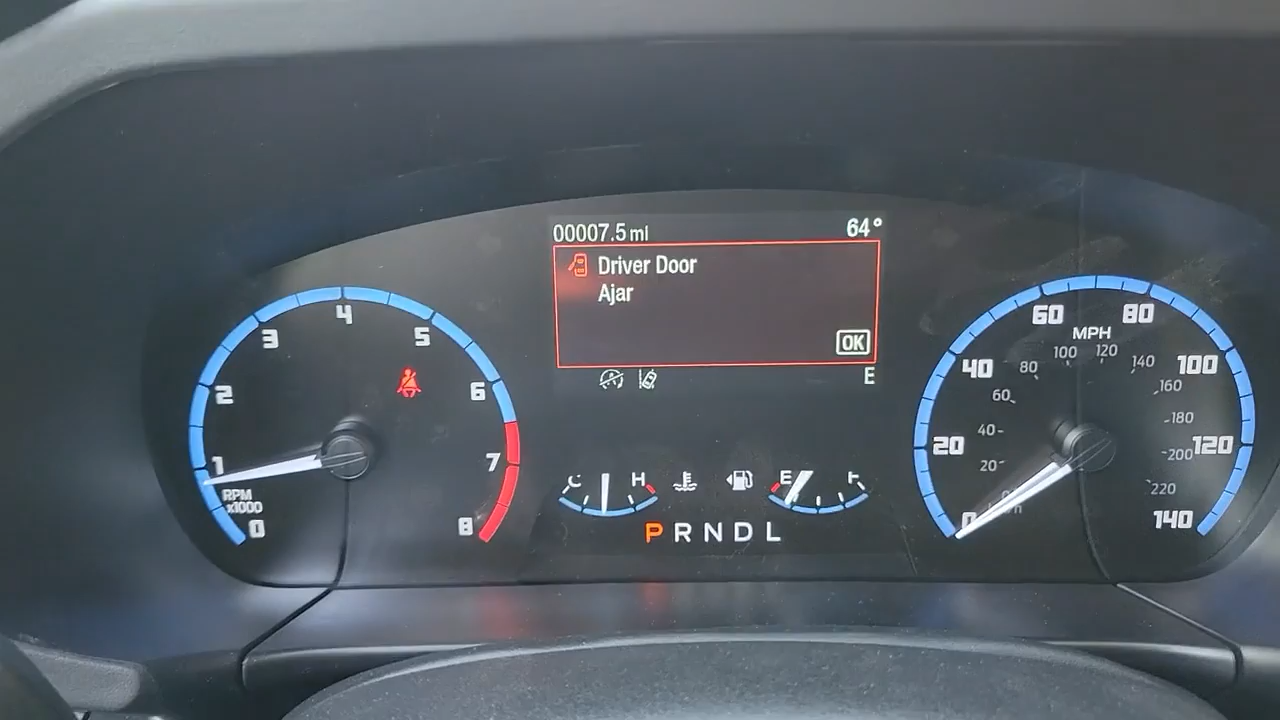 00007.5 mi 64°
Driver Door
Ajar
OK
E
0 1 2 3 4 5 6 7 8
RPM
x1000
C H
E F
P R N D L
0 20 40 60 80 100 120 140
MPH
20 40 60 80 100 120 140 160 180 200 220